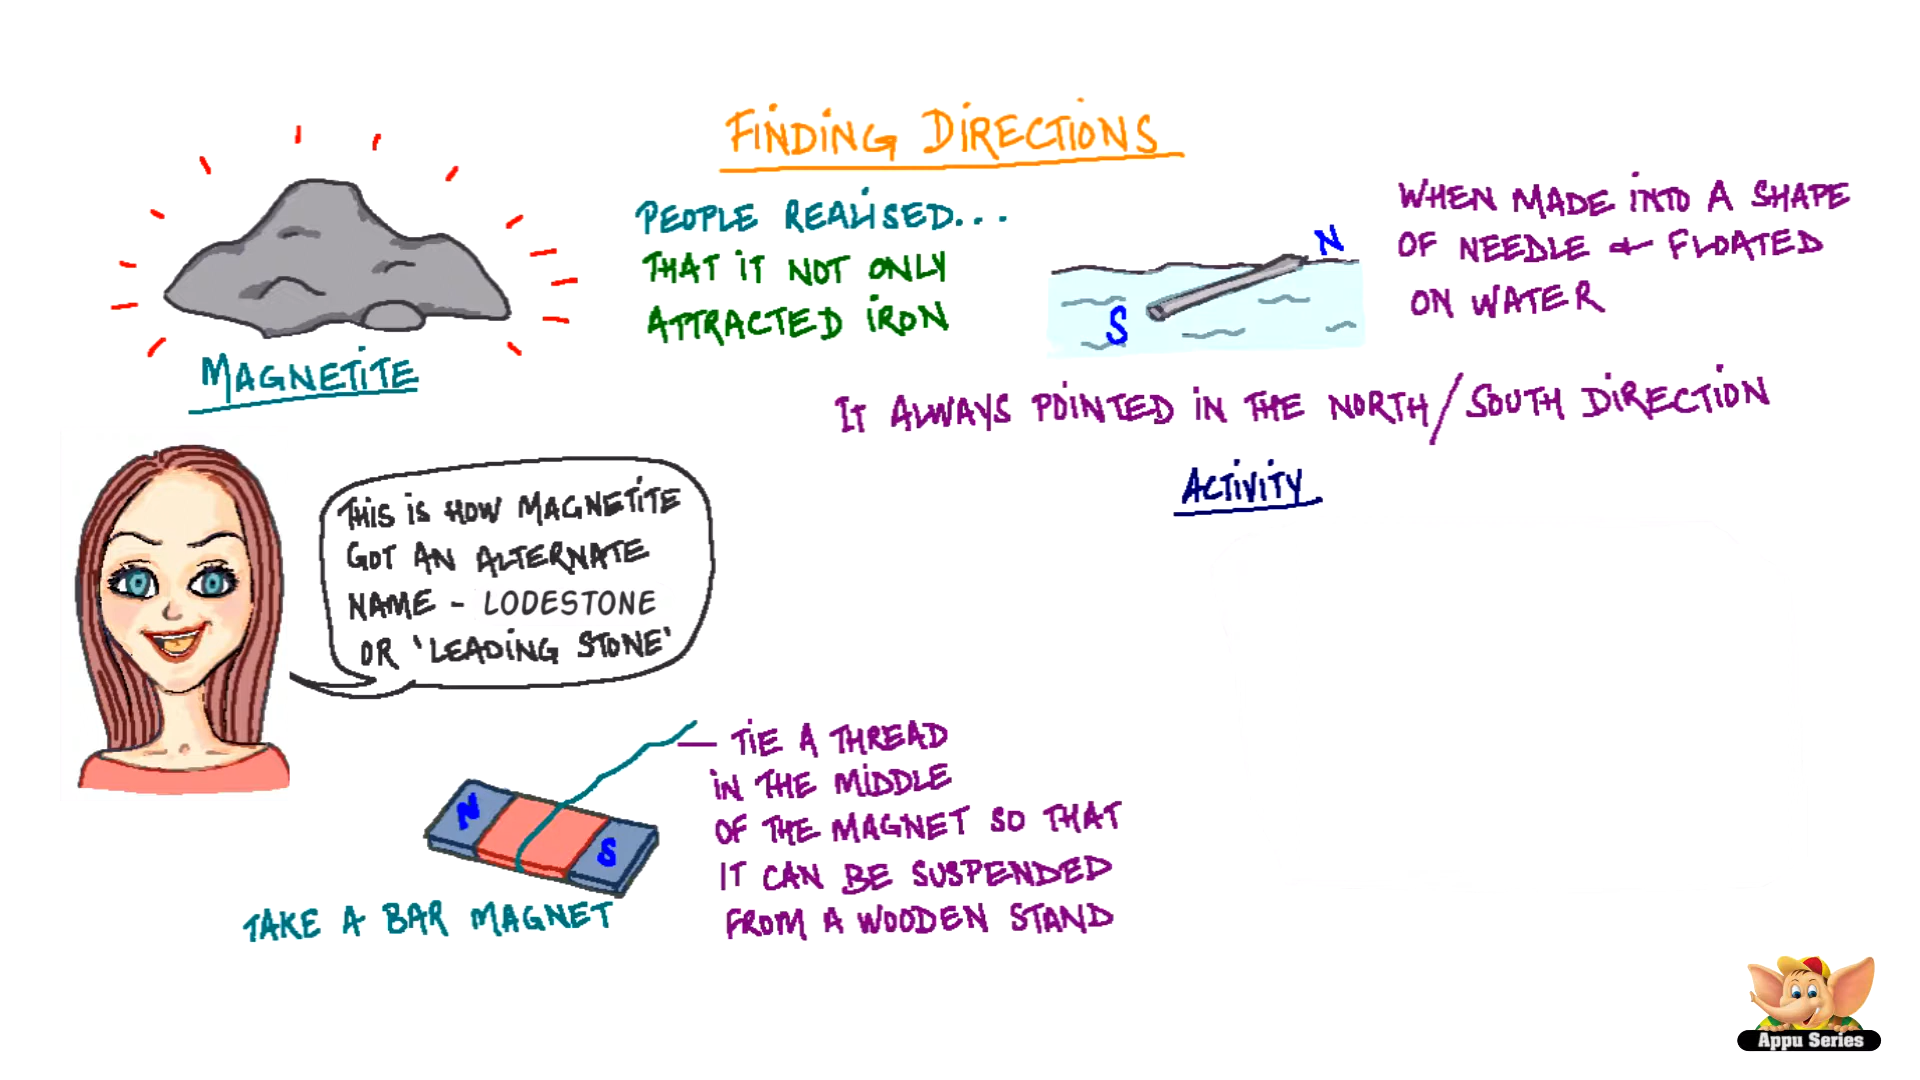 FINDING DIRECTIONS
PEOPLE REALISED...
THAT IT NOT ONLY
ATTRACTED IRON
MAGNETITE
N
S
WHEN MADE INTO A SHAPE
OF NEEDLE & FLOATED
ON WATER
IT ALWAYS POINTED IN THE NORTH/SOUTH DIRECTION
THIS IS HOW MAGNETITE
GOT AN ALTERNATE
NAME - LODESTONE
OR 'LEADING STONE'
ACTIVITY
N
S
TAKE A BAR MAGNET
— TIE A THREAD
IN THE MIDDLE
OF THE MAGNET SO THAT
IT CAN BE SUSPENDED
FROM A WOODEN STAND
Appu Series